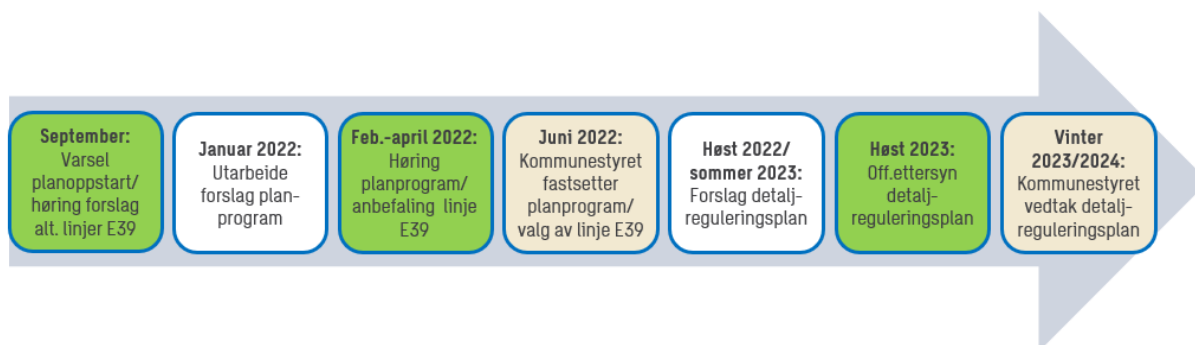 September:
Varsel
planoppstart/
høring forslag
alt. linjer E39
Januar 2022:
Utarbeide
forslag plan-
program
Feb.-april 2022:
Høring
planprogram/
anbefaling linje
E39
Juni 2022:
Kommunestyret
fastsetter
planprogram/
valg av linje E39
Høst 2022/
sommer 2023:
Forslag detalj-
reguleringsplan
Høst 2023:
Off.ettersyn
detalj-
reguleringsplan
Vinter
2023/2024:
Kommunestyret
vedtak detalj-
reguleringsplan